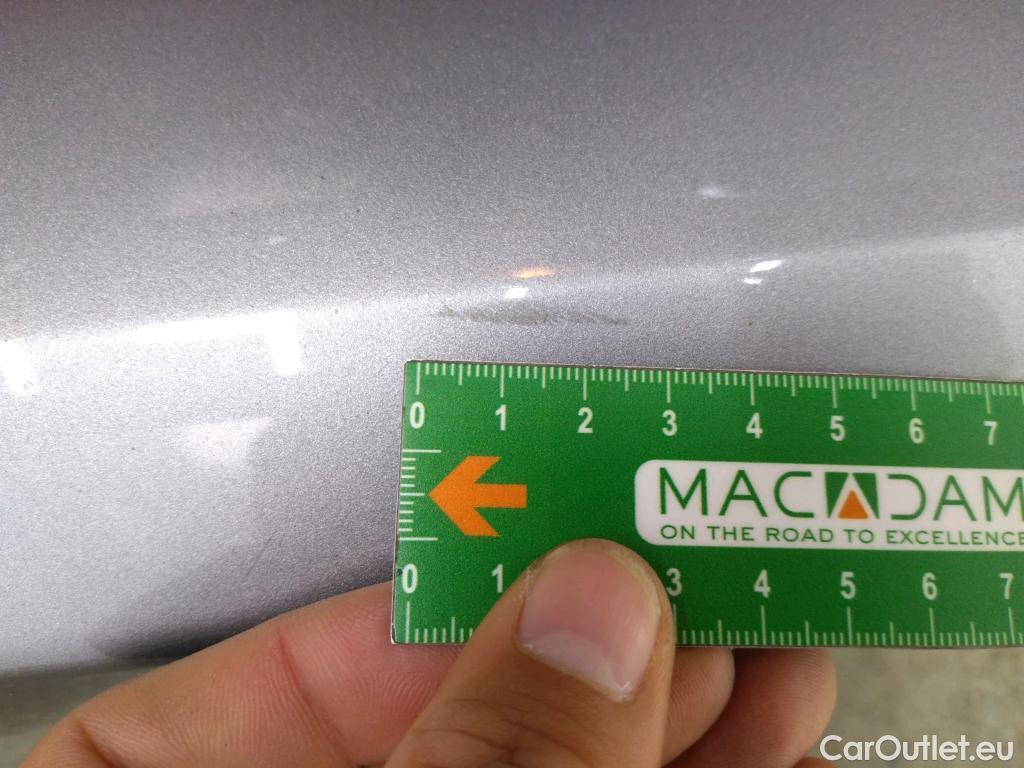 0 1 2 3 4 5 6 7
MACADAM
ON THE ROAD TO EXCELLENCE
0 1 3 4 5 6 7
CarOutlet.eu